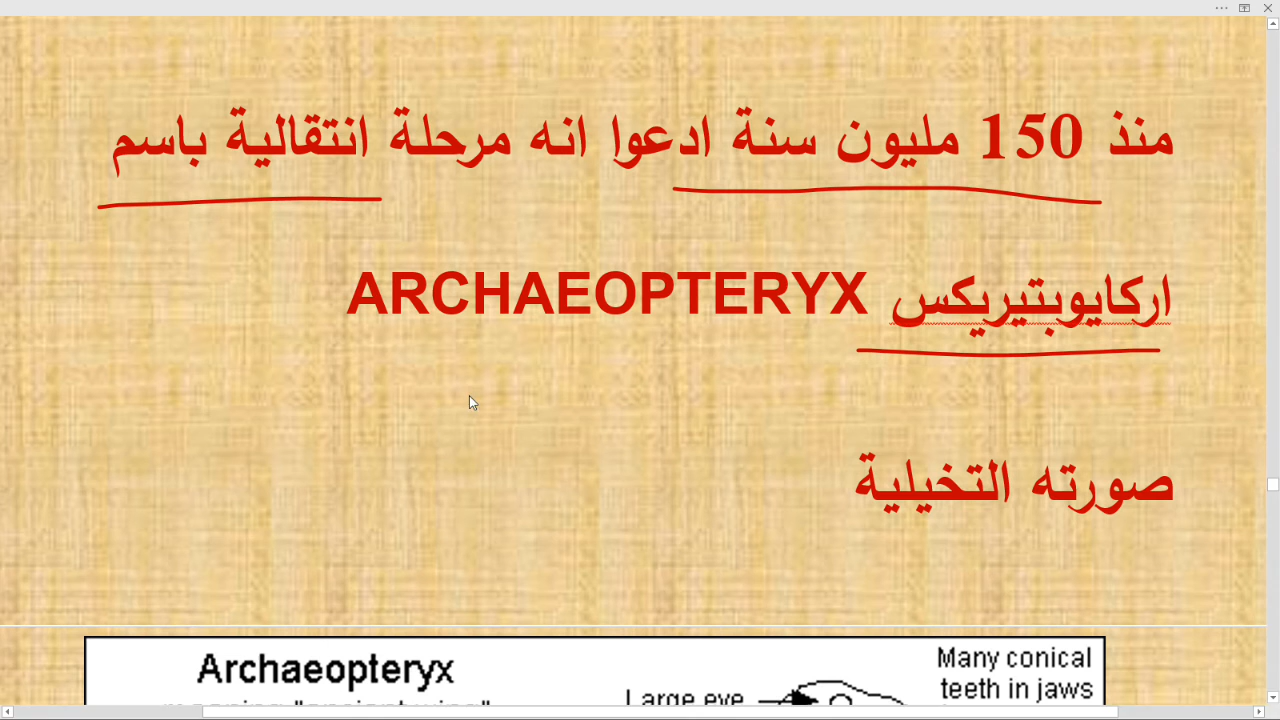 منذ 150 مليون سنة ادعوا انه مرحلة انتقالية باسم
اركايوبتيريكس ARCHAEOPTERYX
صورته التخيلية
Archaeopteryx
Many conical
teeth in jaws
Large eye